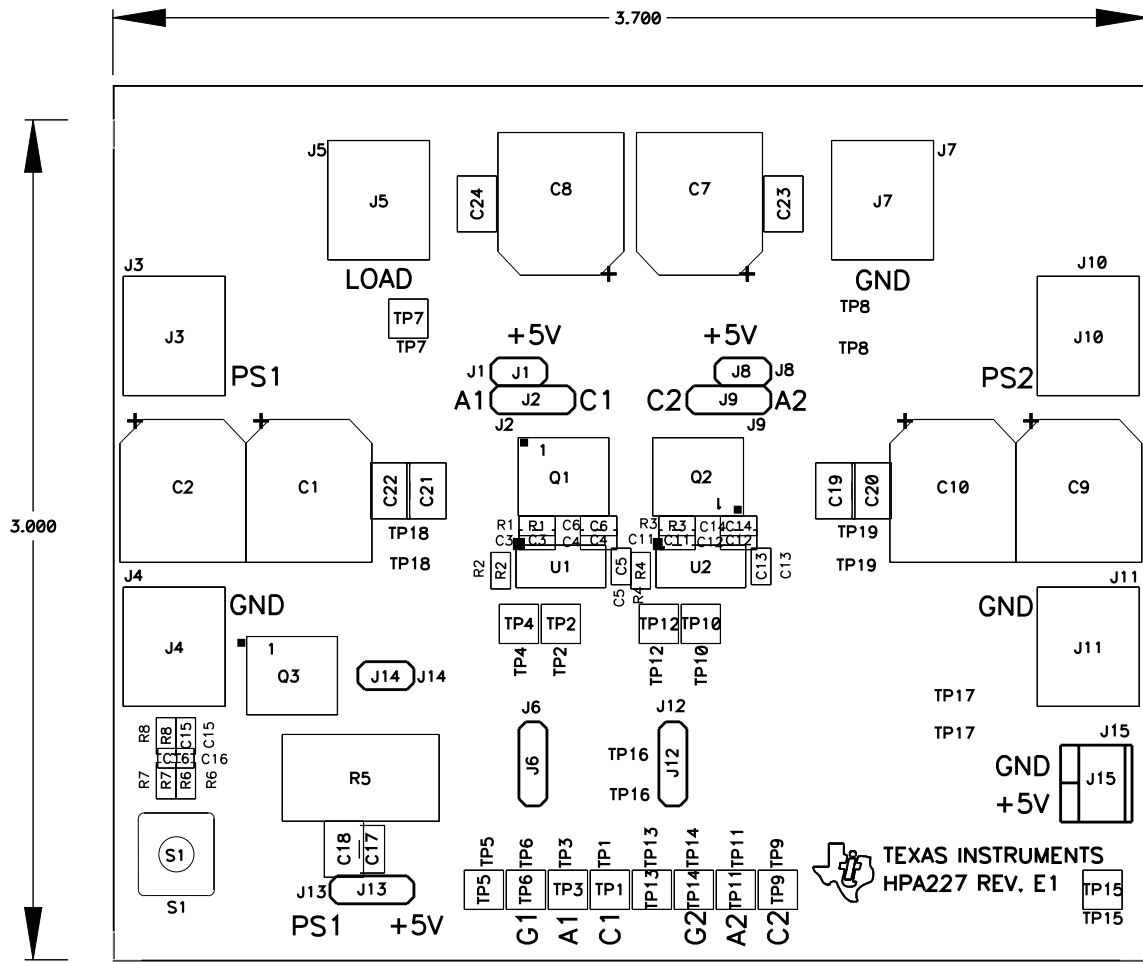 3.700
J5
J7
C24
C8
C7
C23
J5
J7
J3
J10
LOAD
GND
TP7
TP8
+5V
+5V
J3
J10
TP7
TP8
J1
J1
J8
J8
PS1
PS2
A1
J2
C1
C2
J9
A2
J2
J9
1
C2
C1
C22
C21
Q1
Q2
C19
C20
C10
C9
1
3.000
R1
R1
C6
C6
R3
R3
C14
C14
TP18
TP19
C3
C3
C4
C4
C11
C11
C12
C12
TP18
TP19
R2
R2
U1
C5
R4
U2
C13
C13
J4
J11
C5
R4
GND
GND
TP4
TP2
TP12
TP10
J4
J11
1
TP4
TP2
TP12
TP10
Q3
J14
J14
TP17
J6
J12
R8
R8
C15
C15
TP17
J15
C16
C16
TP16
GND
J6
J12
R7
R7
R6
R6
R5
J15
TP16
+5V
S1
C18
C17
TP5
TP6
TP3
TP1
TP13
TP14
TP11
TP9
TEXAS INSTRUMENTS
HPA227 REV. E1
J13
J13
TP5
TP6
TP3
TP1
TP13
TP14
TP11
TP9
TP15
S1
TP15
PS1
+5V
G1
A1
C1
G2
A2
C2